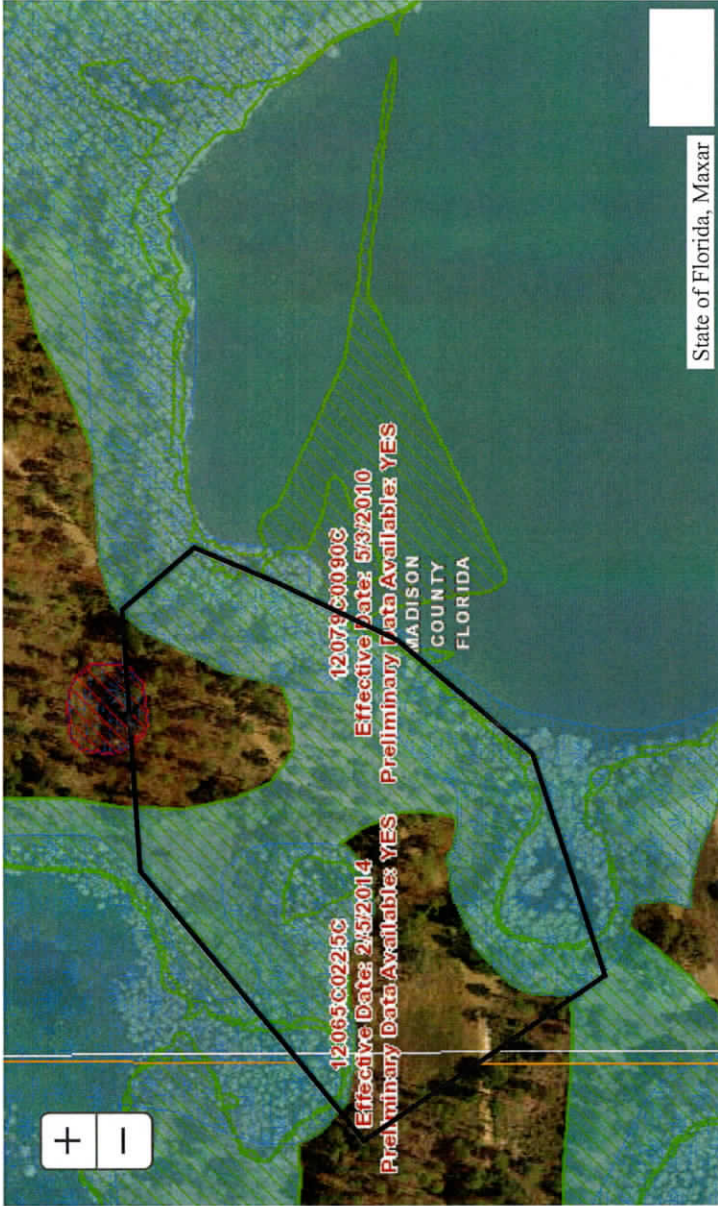 +
−
12065C0225C
Effective Date: 2/5/2014
Preliminary Data Available: YES
12079C0090C
Effective Date: 5/3/2010
Preliminary Data Available: YES
MADISON
COUNTY
FLORIDA
State of Florida, Maxar